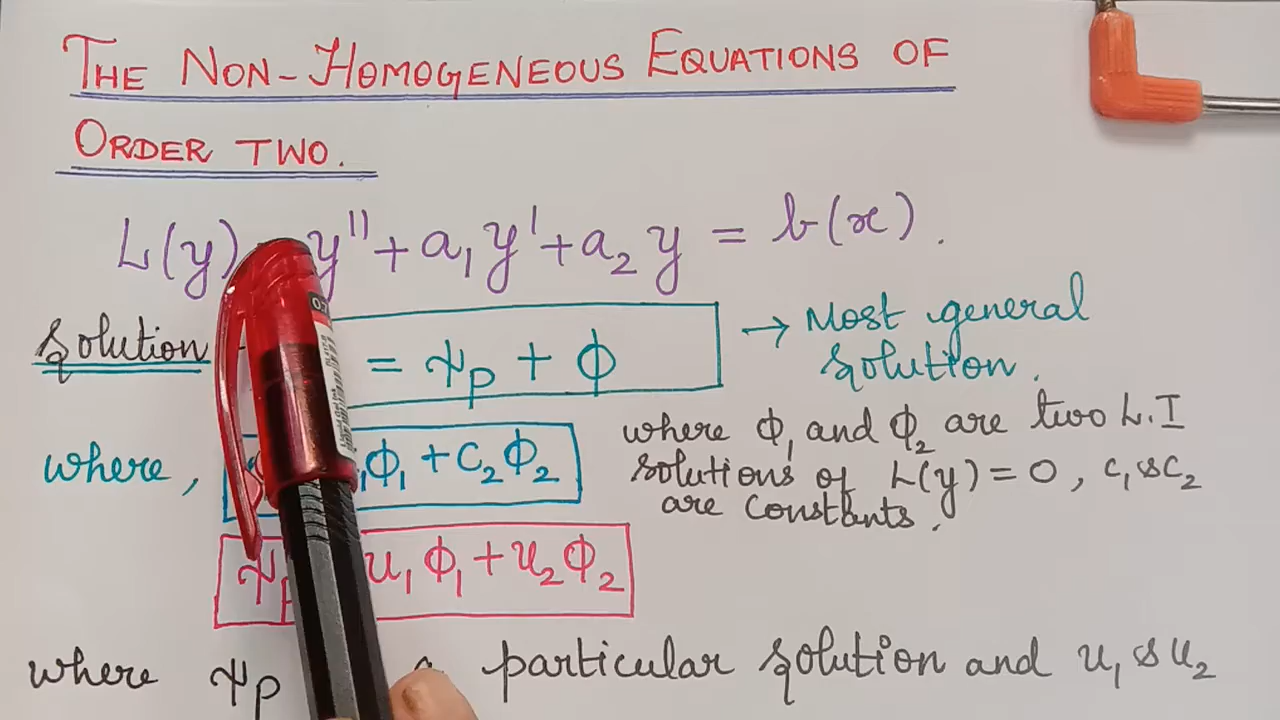 THE NON-HOMOGENEOUS EQUATIONS OF
ORDER TWO.
L(y) y'' + a₁y' + a₂y = b(x).
Solution = ψₚ + ϕ → Most general
solution.
where, ϕ₁ + C₂ϕ₂ where ϕ₁ and ϕ₂ are two L.I
solutions of L(y) = 0, C₁ & C₂
are constants.
ψₚ u₁ϕ₁ + u₂ϕ₂
where ψₚ particular solution and u₁ & u₂
07